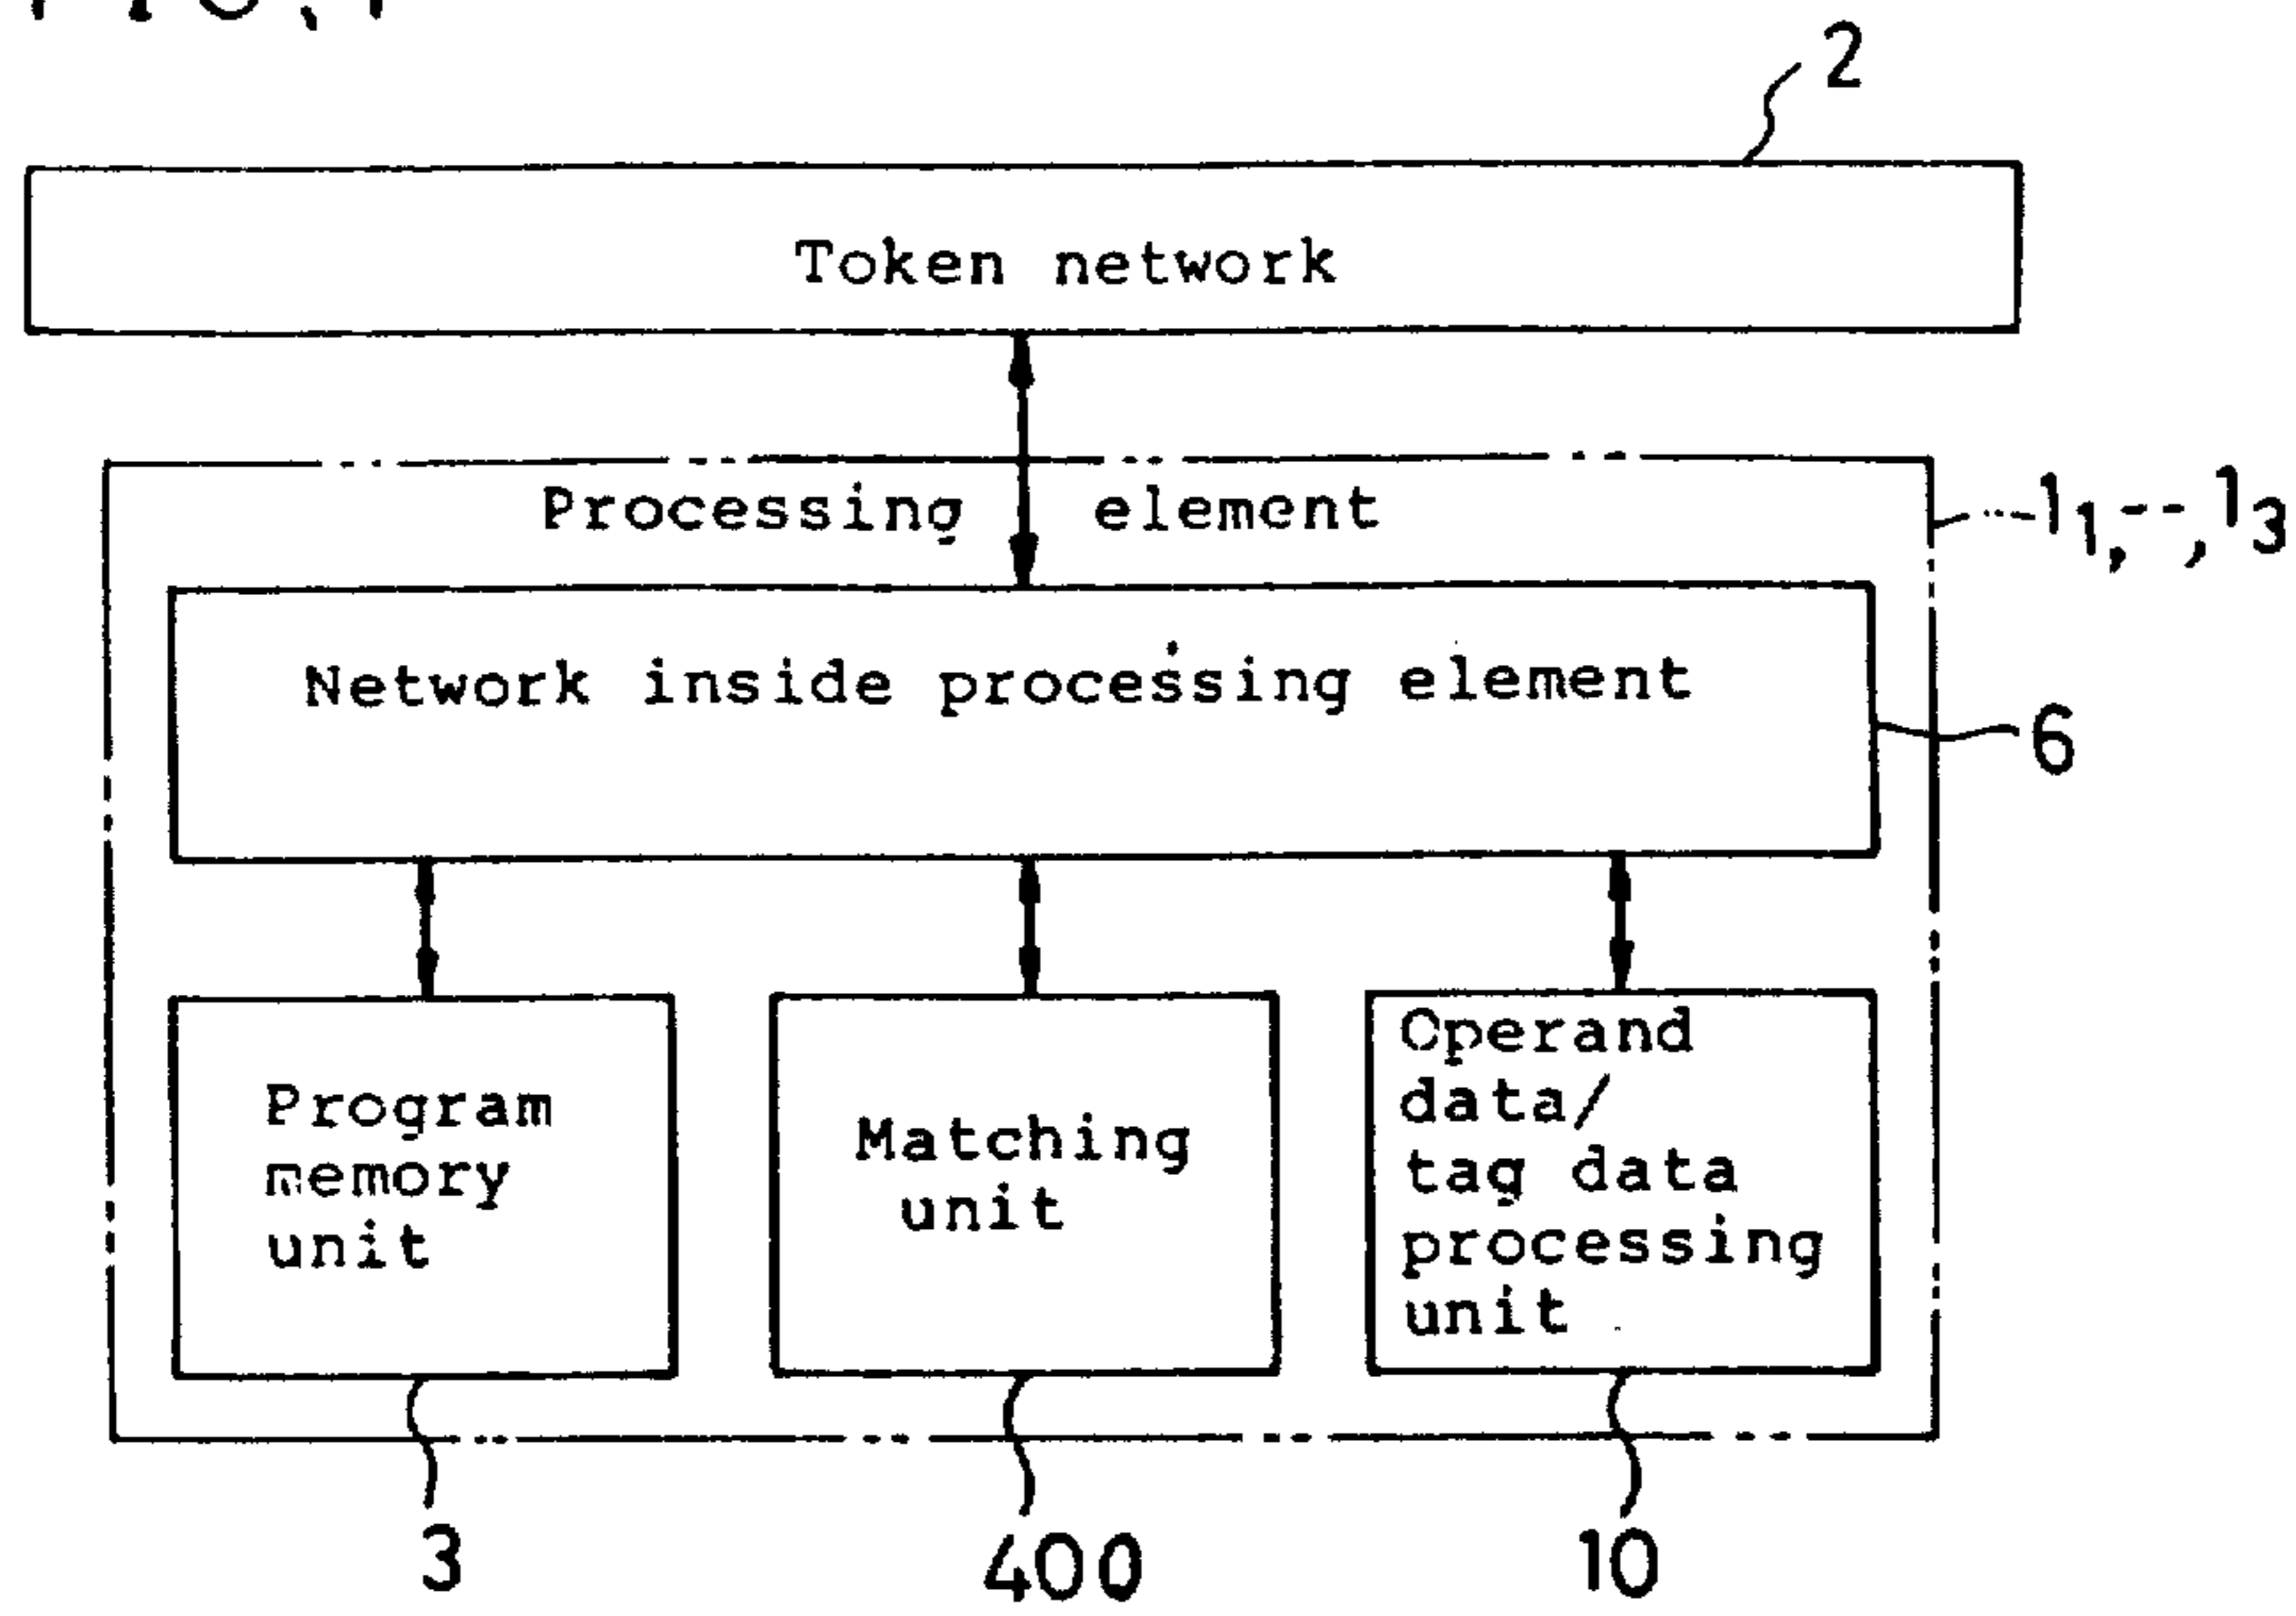 2
Token network
Processing element
1₁, --, 1₃
Network inside processing element
6
Program
memory
unit
Matching
unit
Operand
data/
tag data
processing
unit
3
400
10